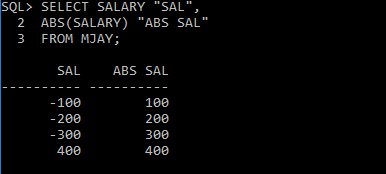 SQL> SELECT SALARY "SAL",
2 ABS(SALARY) "ABS SAL"
3 FROM MJAY;
SAL ABS SAL
---------- ----------
-100 100
-200 200
-300 300
400 400